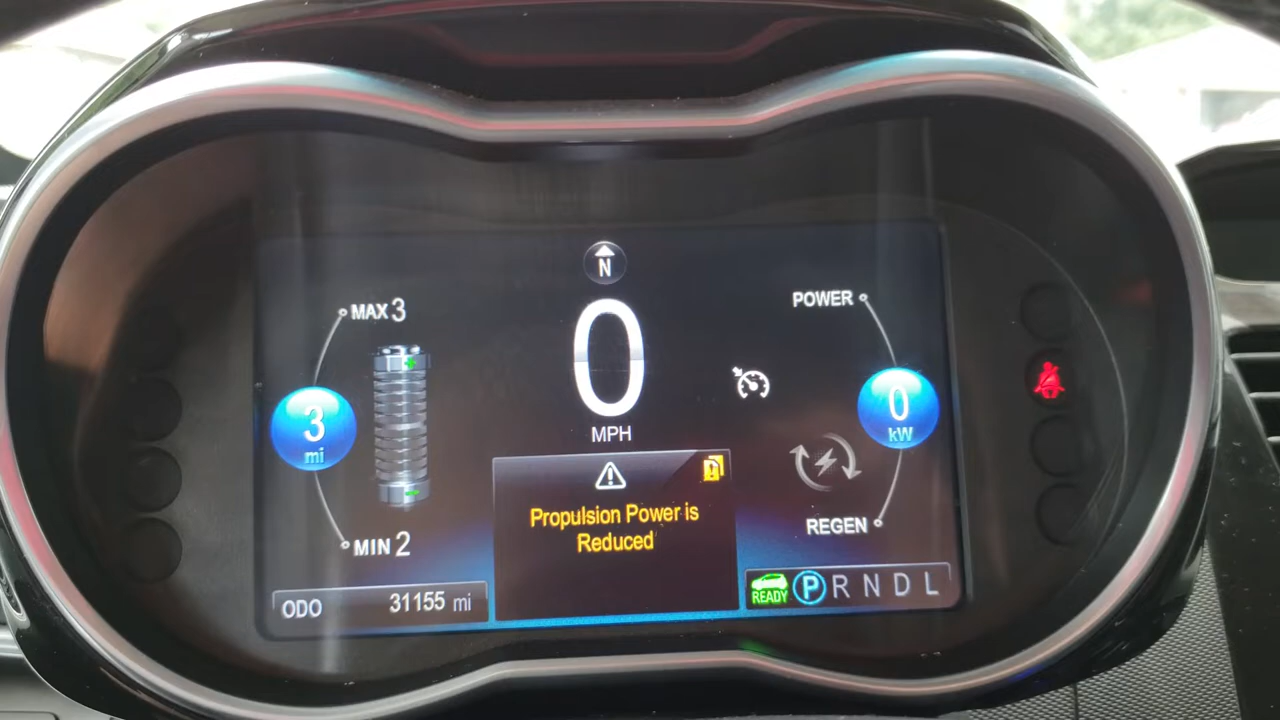 N
MAX 3
POWER
0
MPH
3
mi
0
kW
Propulsion Power is
Reduced
MIN 2
REGEN
ODO 31155 mi
READY P R N D L